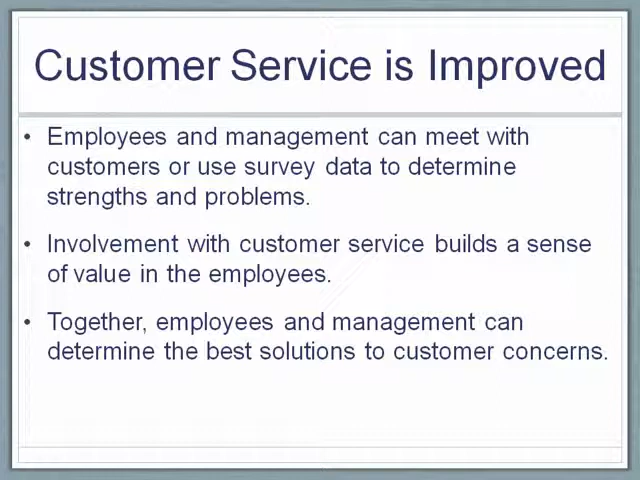 Customer Service is Improved
• Employees and management can meet with
customers or use survey data to determine
strengths and problems.
• Involvement with customer service builds a sense
of value in the employees.
• Together, employees and management can
determine the best solutions to customer concerns.